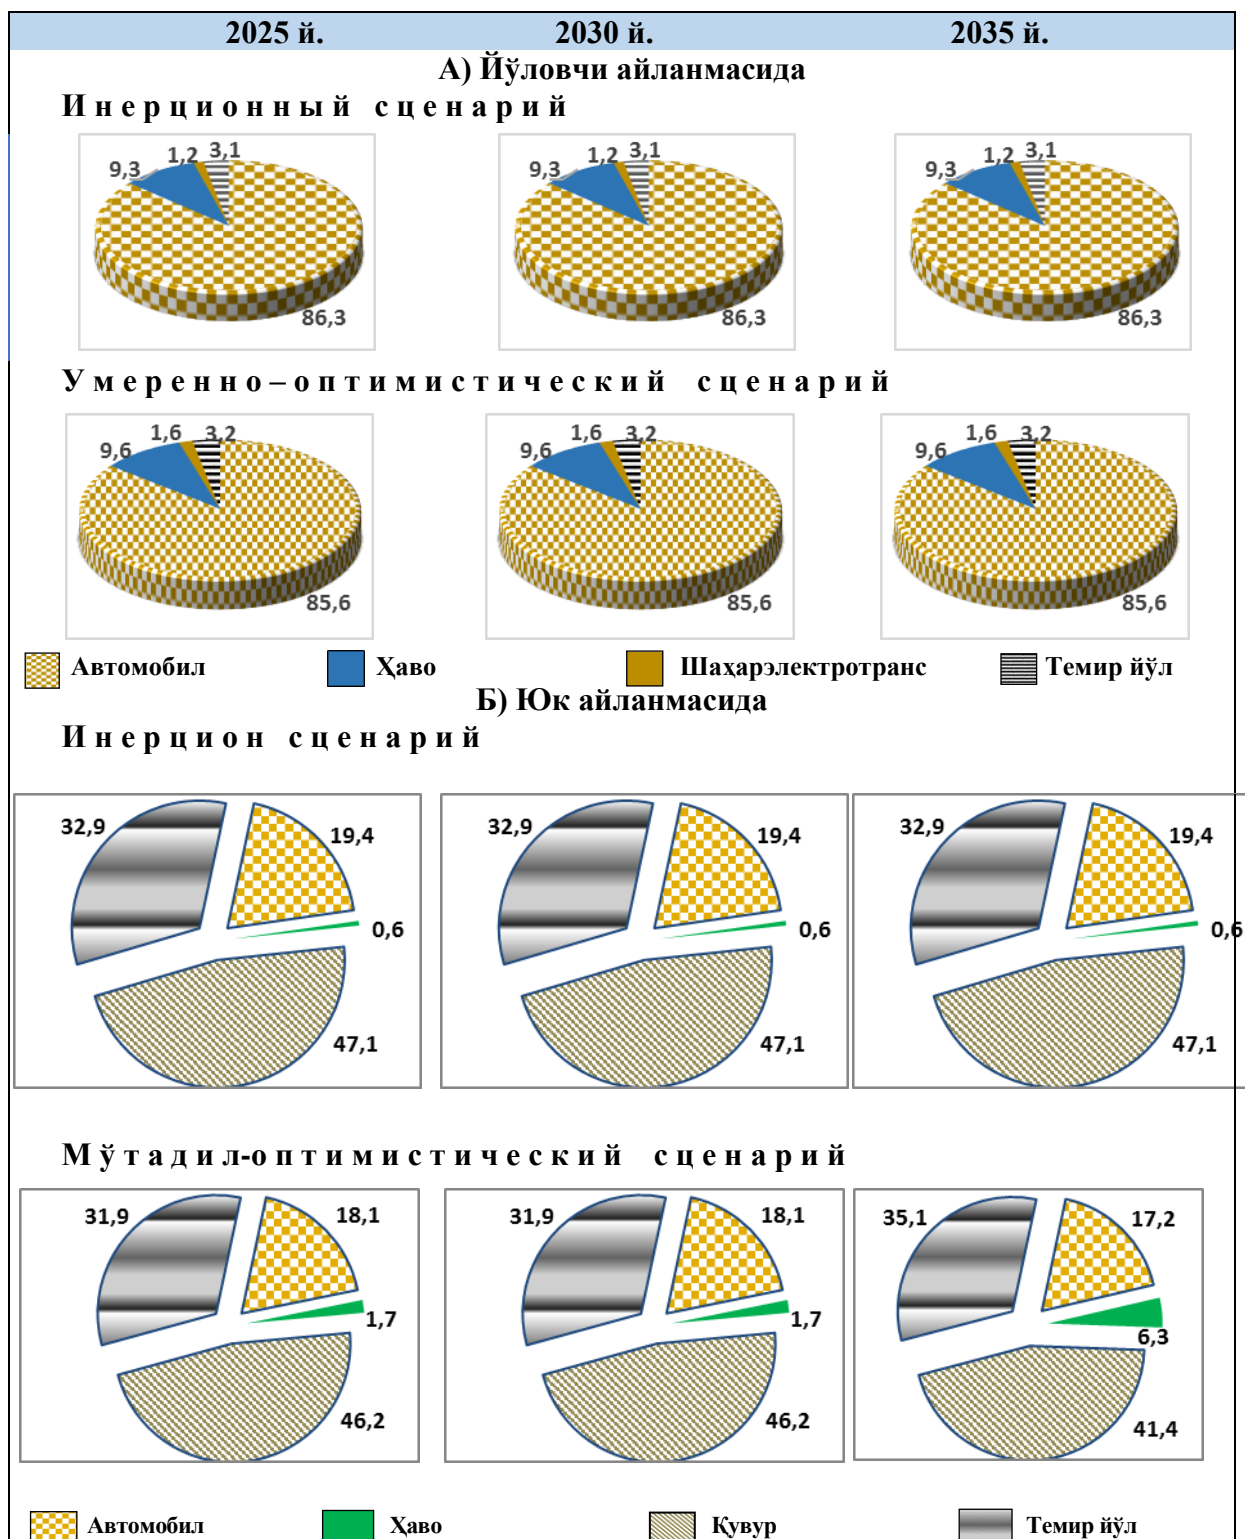 2025 й. 2030 й. 2035 й.
А) Йўловчи айланмасида
Инерционный сценарий
9,3 1,2 3,1 86,3
9,3 1,2 3,1 86,3
9,3 1,2 3,1 86,3
Умеренно–оптимистический сценарий
9,6 1,6 3,2 85,6
9,6 1,6 3,2 85,6
9,6 1,6 3,2 85,6
Автомобил Ҳаво Шаҳарэлектротранс Темир йўл
Б) Юк айланмасида
Инерцион сценарий
32,9 19,4 0,6 47,1
32,9 19,4 0,6 47,1
32,9 19,4 0,6 47,1
Мўтадил-оптимистический сценарий
31,9 18,1 1,7 46,2
31,9 18,1 1,7 46,2
35,1 17,2 6,3 41,4
Автомобил Ҳаво Қувур Темир йўл